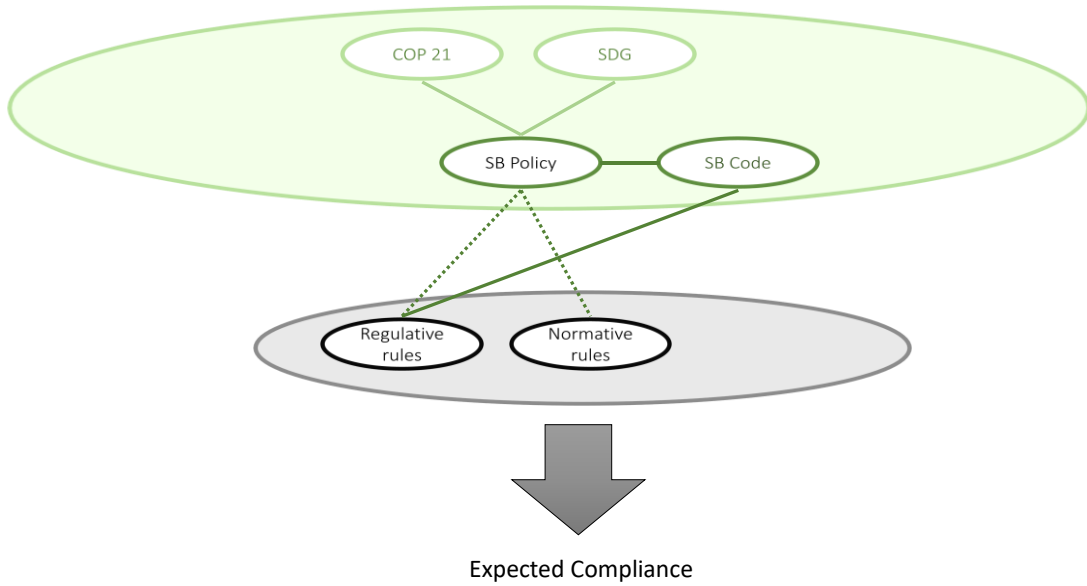 COP 21
SDG
SB Policy
SB Code
Regulative
rules
Normative
rules
Expected Compliance